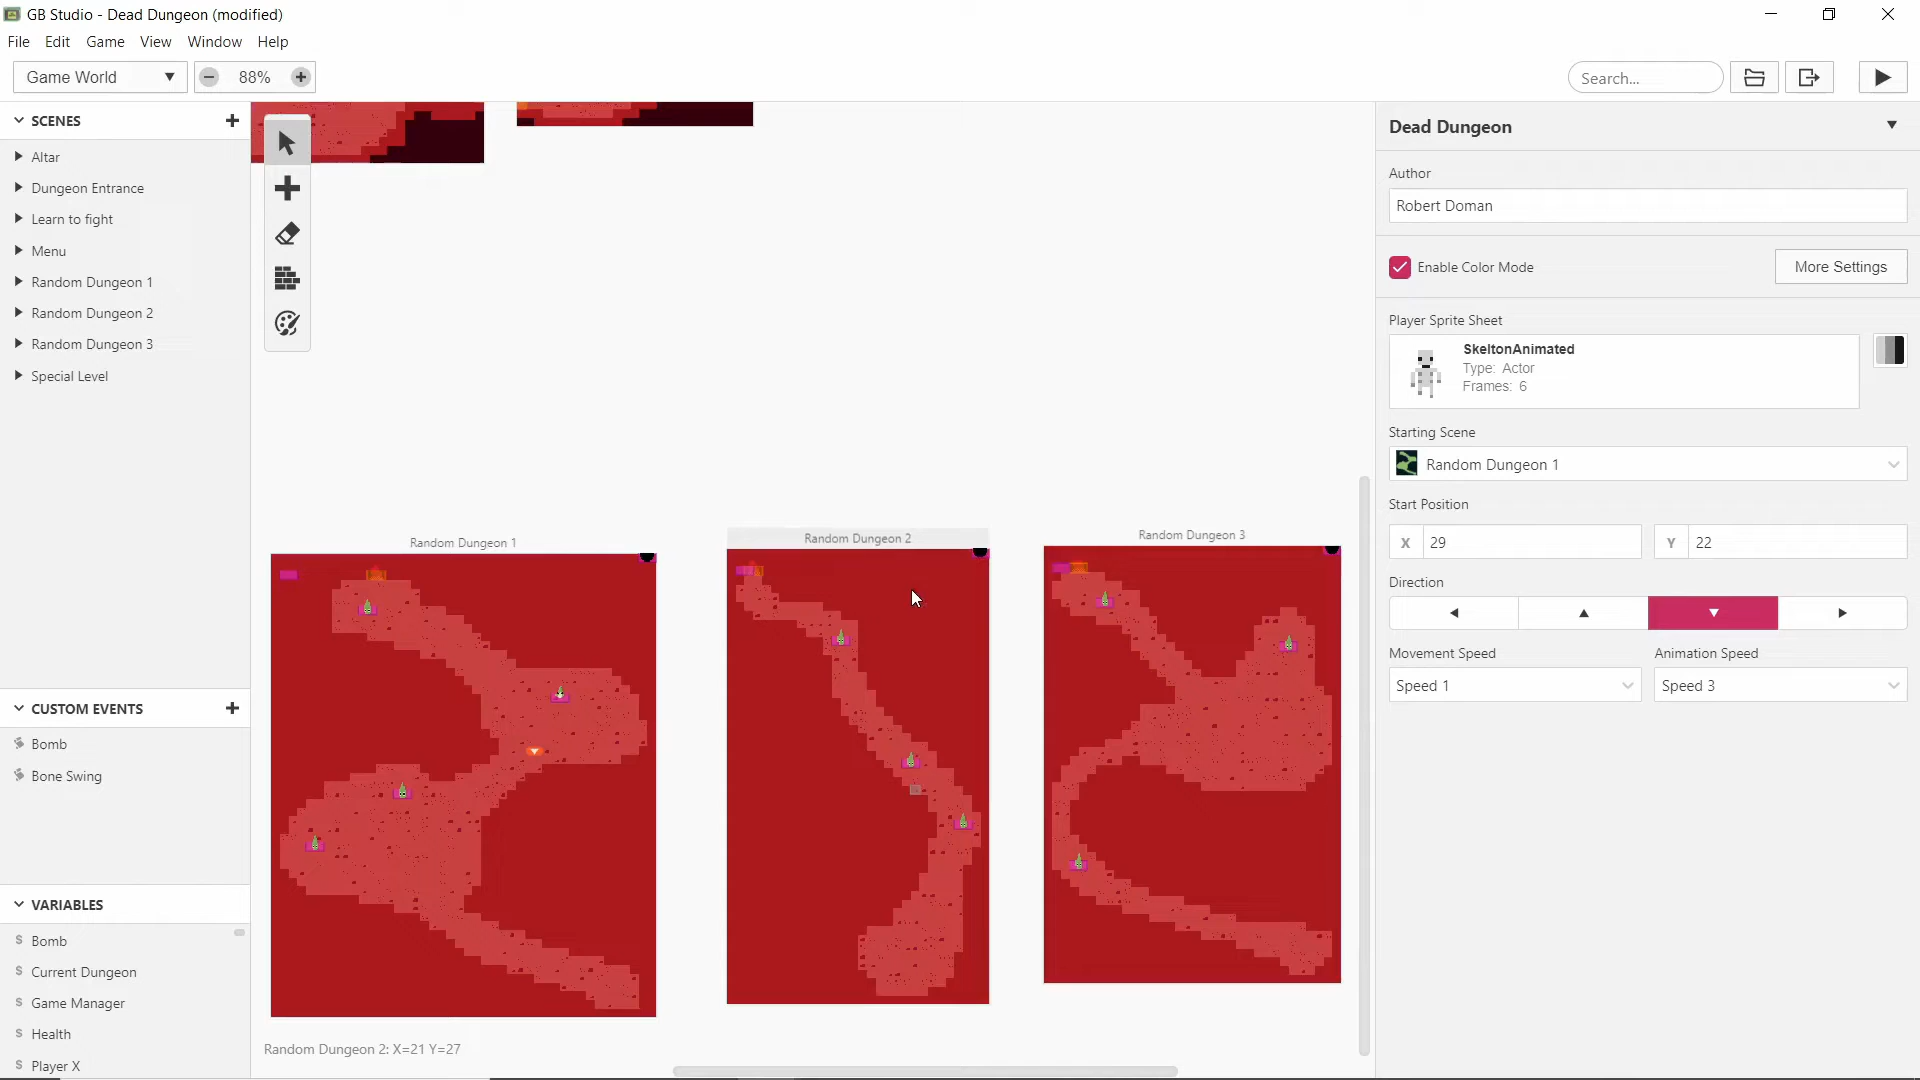 GB Studio - Dead Dungeon (modified)
File Edit Game View Window Help
Game World 88% Search...
SCENES
Altar
Dungeon Entrance
Learn to fight
Menu
Random Dungeon 1
Random Dungeon 2
Random Dungeon 3
Special Level
CUSTOM EVENTS
Bomb
Bone Swing
VARIABLES
$ Bomb
$ Current Dungeon
$ Game Manager
$ Health
$ Player X
Random Dungeon 1
Random Dungeon 2
Random Dungeon 3
Random Dungeon 2: X=21 Y=27
Dead Dungeon
Author
Robert Doman
Enable Color Mode
More Settings
Player Sprite Sheet
SkeltonAnimated
Type: Actor
Frames: 6
Starting Scene
Random Dungeon 1
Start Position
X 29 Y 22
Direction
Movement Speed Animation Speed
Speed 1 Speed 3